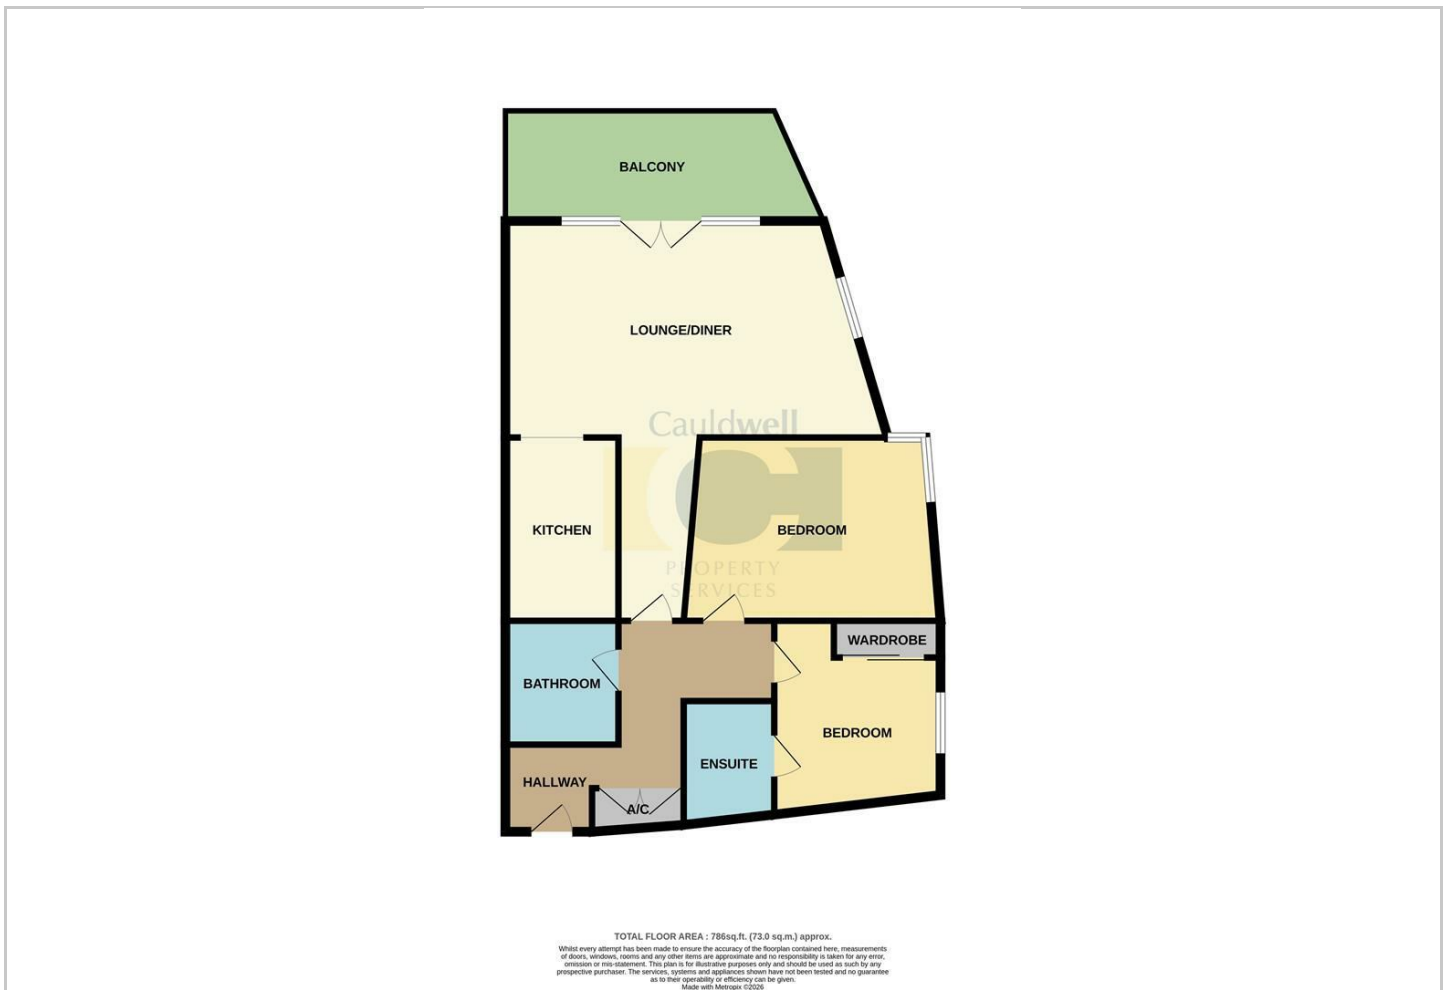 BALCONY
LOUNGE/DINER
Cauldwell
KITCHEN
BEDROOM
PROPERTY
SERVICES
WARDROBE
BATHROOM
BEDROOM
ENSUITE
HALLWAY
A/C
TOTAL FLOOR AREA : 786sq.ft. (73.0 sq.m.) approx.
Whilst every attempt has been made to ensure the accuracy of the floorplan contained here, measurements
of doors, windows, rooms and any other items are approximate and no responsibility is taken for any error,
omission or mis-statement. This plan is for illustrative purposes only and should be used as such by any
prospective purchaser. The services, systems and appliances shown have not been tested and no guarantee
as to their operability or efficiency can be given.
Made with Metropix ©2026